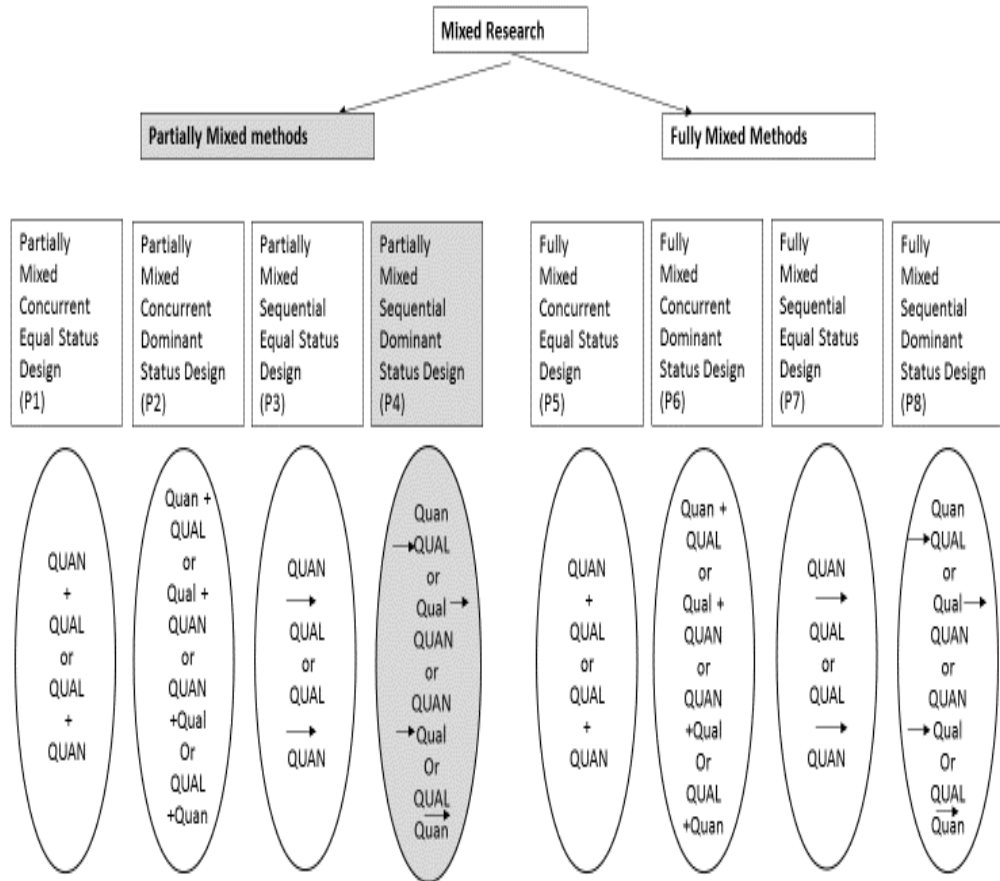 Mixed Research
Partially Mixed methods
Fully Mixed Methods
Partially
Mixed
Concurrent
Equal Status
Design
(P1)
Partially
Mixed
Concurrent
Dominant
Status Design
(P2)
Partially
Mixed
Sequential
Equal Status
Design
(P3)
Partially
Mixed
Sequential
Dominant
Status Design
(P4)
Fully
Mixed
Concurrent
Equal Status
Design
(P5)
Fully
Mixed
Concurrent
Dominant
Status Design
(P6)
Fully
Mixed
Sequential
Equal Status
Design
(P7)
Fully
Mixed
Sequential
Dominant
Status Design
(P8)
QUAN
+
QUAL
or
QUAL
+
QUAN
Quan +
QUAL
or
Qual +
QUAN
or
QUAN
+Qual
Or
QUAL
+Quan
QUAN
→
QUAL
or
QUAL
→
QUAN
Quan
→QUAL
or
Qual→
QUAN
or
QUAN
→Qual
Or
QUAL
→
Quan
QUAN
+
QUAL
or
QUAL
+
QUAN
Quan +
QUAL
or
Qual +
QUAN
or
QUAN
+Qual
Or
QUAL
+Quan
QUAN
→
QUAL
or
QUAL
→
QUAN
Quan
→QUAL
or
Qual→
QUAN
or
QUAN
→Qual
Or
QUAL
→
Quan